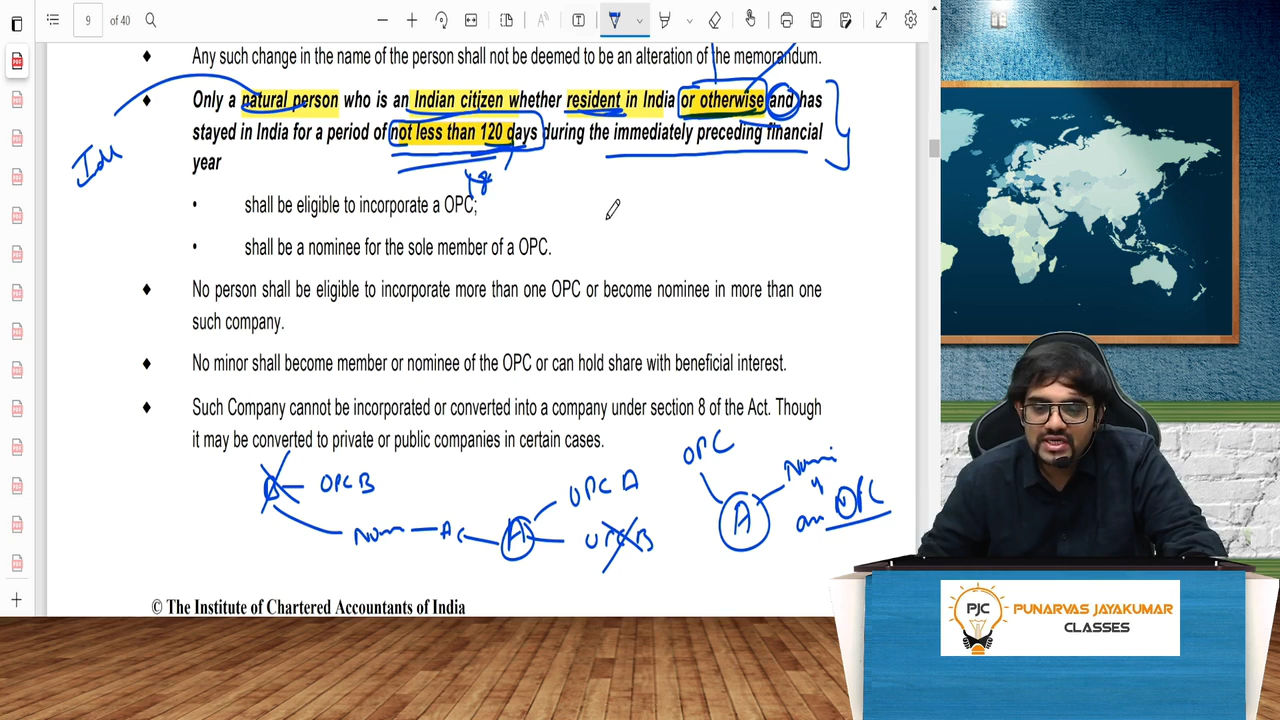 9 of 40
Any such change in the name of the person shall not be deemed to be an alteration of the memorandum.
Only a natural person who is an Indian citizen whether resident in India or otherwise and has
stayed in India for a period of not less than 120 days during the immediately preceding financial
year
shall be eligible to incorporate a OPC;
shall be a nominee for the sole member of a OPC.
No person shall be eligible to incorporate more than one OPC or become nominee in more than one
such company.
No minor shall become member or nominee of the OPC or can hold share with beneficial interest.
Such Company cannot be incorporated or converted into a company under section 8 of the Act. Though
it may be converted to private or public companies in certain cases.
OPC
OPC B
OPC A
A
OPC
A
OPC B
© The Institute of Chartered Accountants of India
PJC PUNARVAS JAYAKUMAR
CLASSES